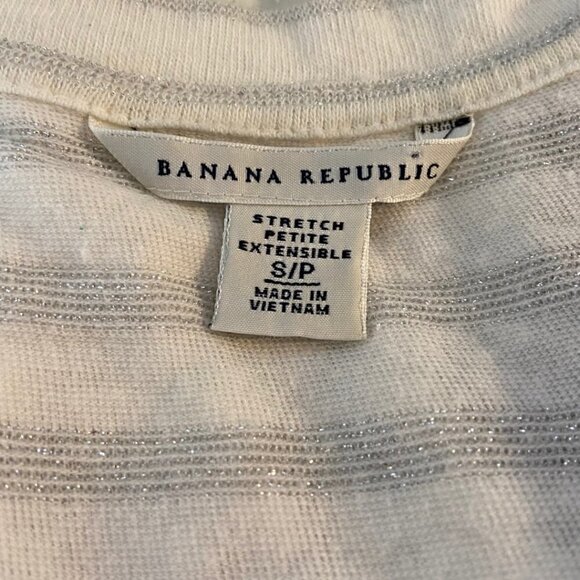 BANANA REPUBLIC
STRETCH
PETITE
EXTENSIBLE
S/P
MADE IN
VIETNAM